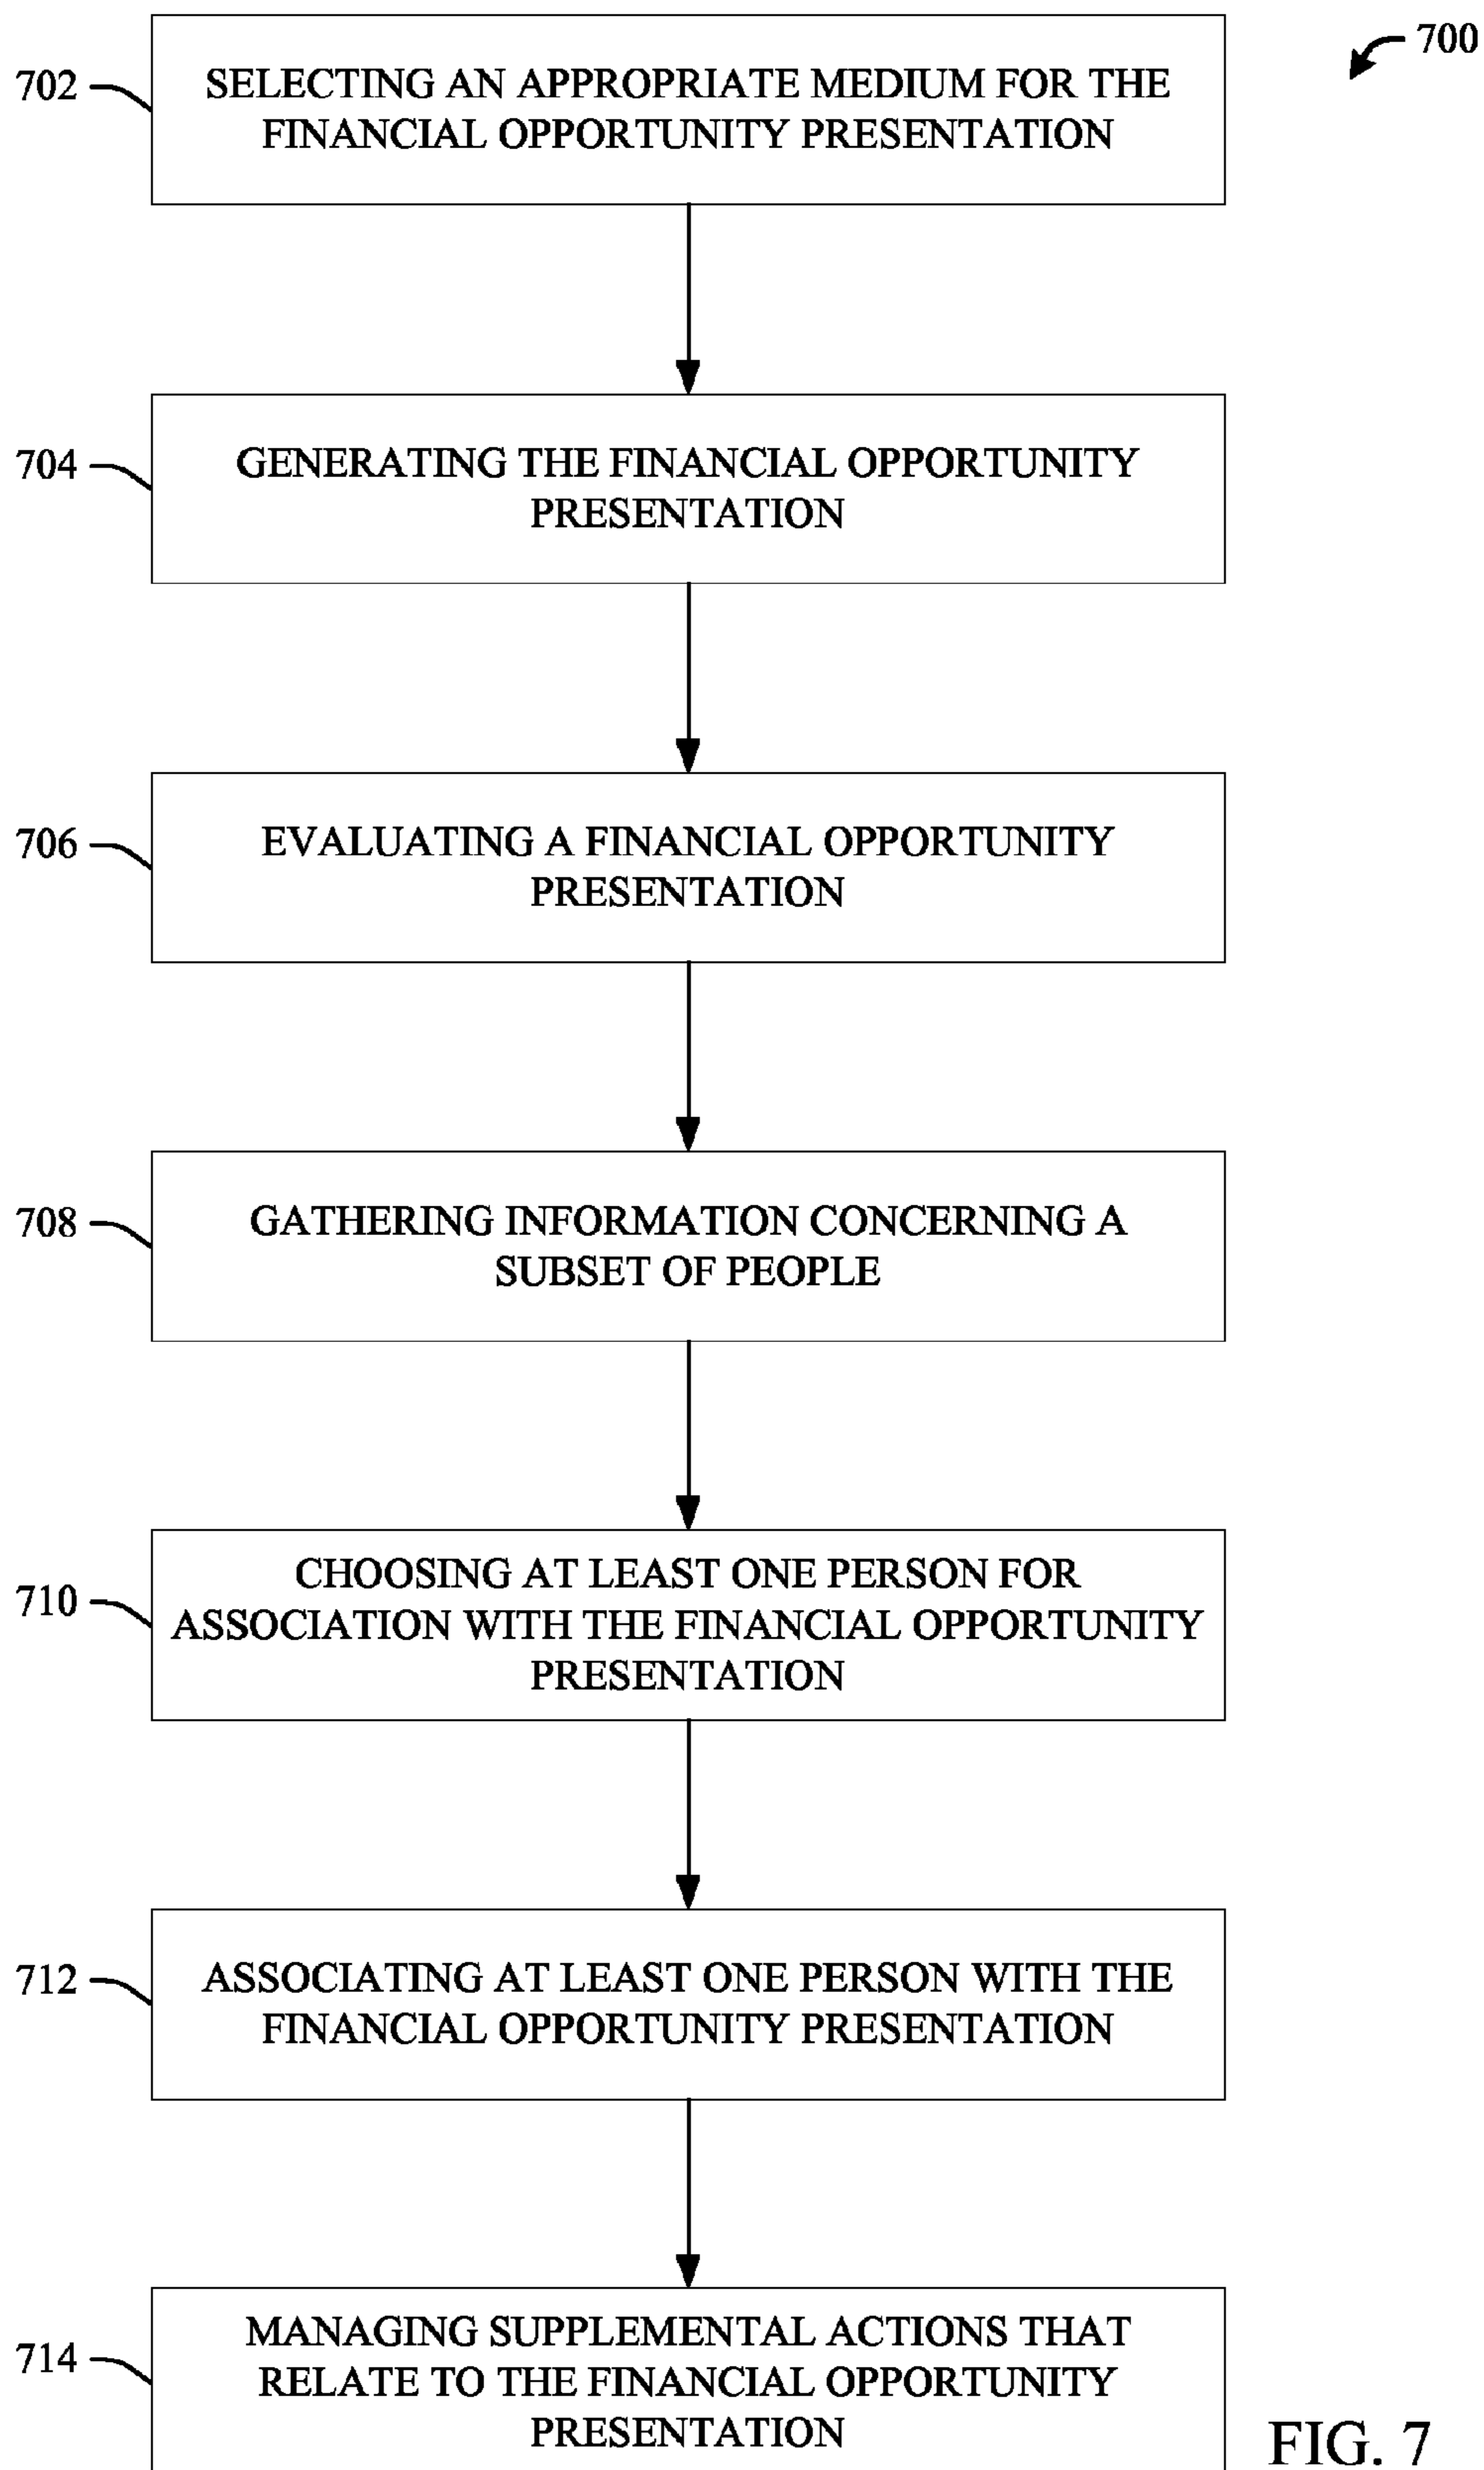 700
702
SELECTING AN APPROPRIATE MEDIUM FOR THE
FINANCIAL OPPORTUNITY PRESENTATION
704
GENERATING THE FINANCIAL OPPORTUNITY
PRESENTATION
706
EVALUATING A FINANCIAL OPPORTUNITY
PRESENTATION
708
GATHERING INFORMATION CONCERNING A
SUBSET OF PEOPLE
710
CHOOSING AT LEAST ONE PERSON FOR
ASSOCIATION WITH THE FINANCIAL OPPORTUNITY
PRESENTATION
712
ASSOCIATING AT LEAST ONE PERSON WITH THE
FINANCIAL OPPORTUNITY PRESENTATION
714
MANAGING SUPPLEMENTAL ACTIONS THAT
RELATE TO THE FINANCIAL OPPORTUNITY
PRESENTATION
FIG. 7